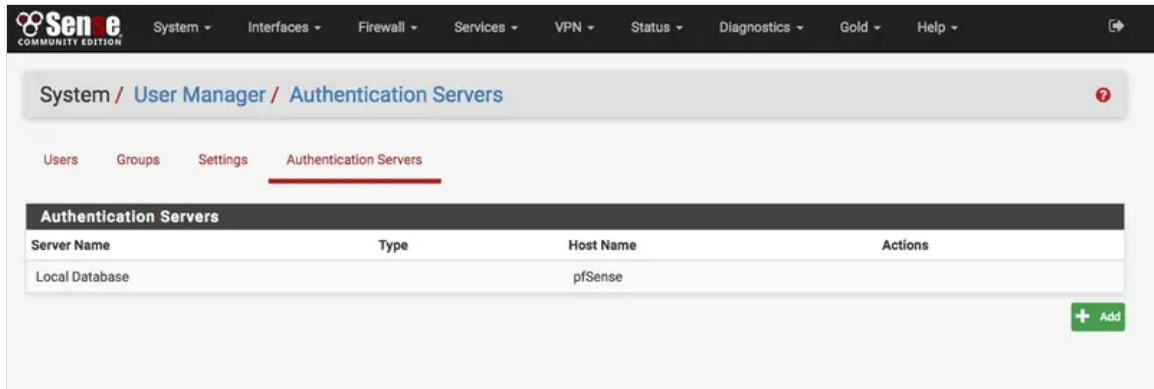 Sense
COMMUNITY EDITION
System Interfaces Firewall Services VPN Status Diagnostics Gold Help
System / User Manager / Authentication Servers
Users Groups Settings Authentication Servers
Authentication Servers
Server Name Type Host Name Actions
Local Database pfSense
+ Add